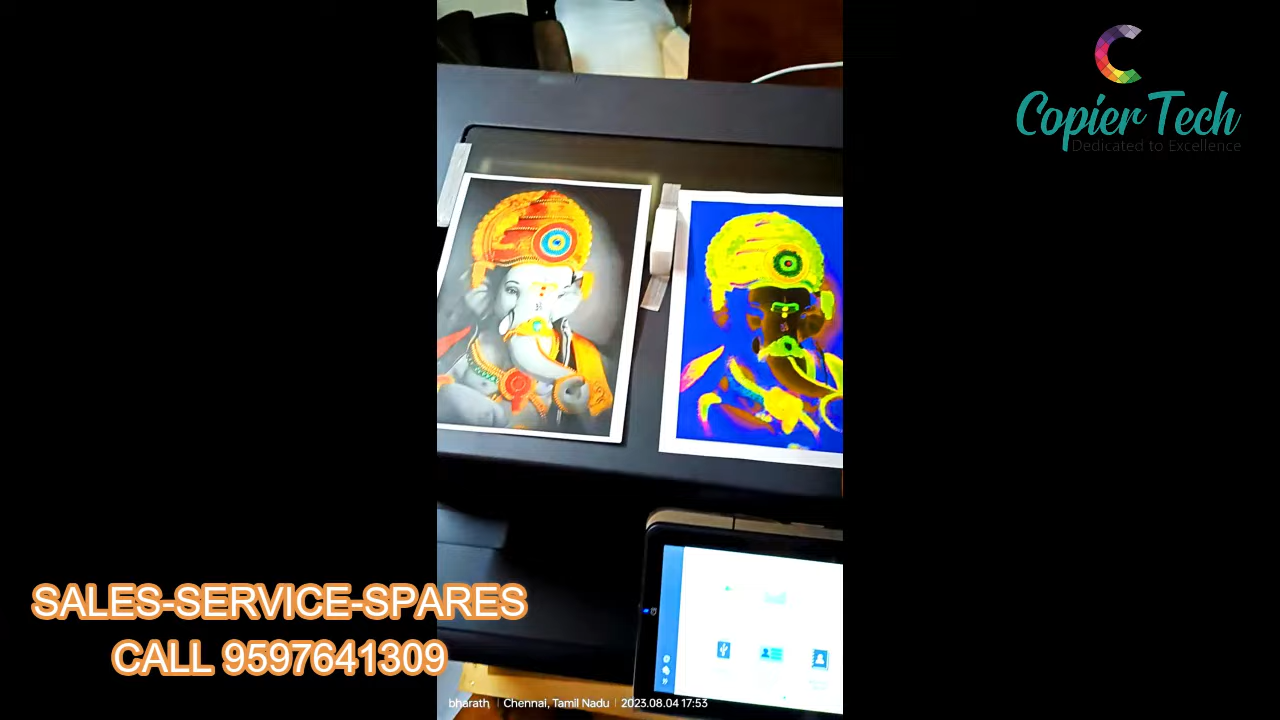 Copier Tech
Dedicated to Excellence
SALES-SERVICE-SPARES
CALL 9597641309
bharath | Chennai, Tamil Nadu | 2023.08.04 17:53